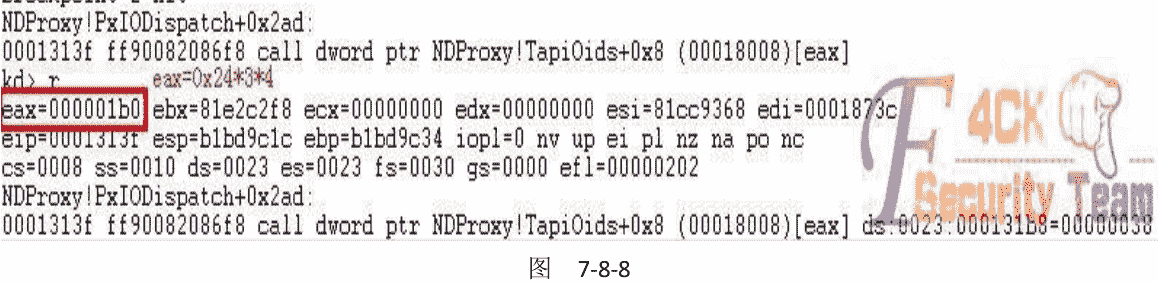 NDProxy!PxIODispatch+0x2ad:
0001313f ff90082086f8 call dword ptr NDProxy!TapiOids+0x8 (00018008)[eax]
kd> r eax=0x24*3*4
eax=000001b0 ebx=81e2c2f8 ecx=00000000 edx=00000000 esi=81cc9368 edi=0001873c
eip=0001313f esp=b1bd9c1c ebp=b1bd9c34 iopl=0 nv up ei pl nz na po nc
cs=0008 ss=0010 ds=0023 es=0023 fs=0030 gs=0000 efl=00000202
NDProxy!PxIODispatch+0x2ad:
0001313f ff90082086f8 call dword ptr NDProxy!TapiOids+0x8 (00018008)[eax] ds:0023:000131b8=00000038
F4CK
Security Team
图 7-8-8